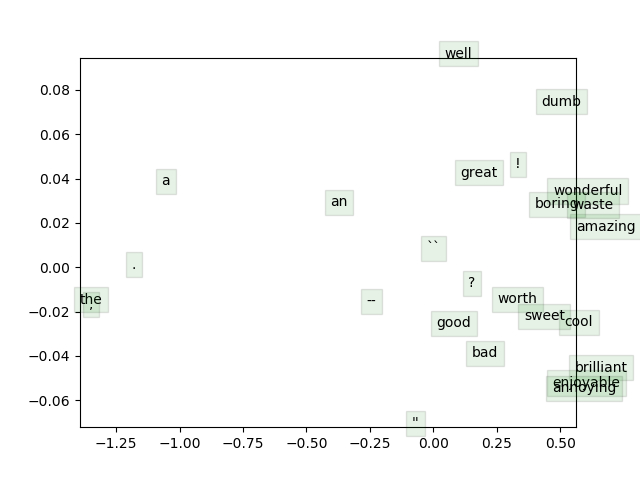 well
0.08
dumb
0.06
!
great
0.04
a
wonderful
an
boring
waste
0.02
amazing
``
.
0.00
?
the
--
worth
,
−0.02
sweet
good
cool
bad
−0.04
brilliant
enjoyable
annoying
−0.06
"
−1.25 −1.00 −0.75 −0.50 −0.25 0.00 0.25 0.50